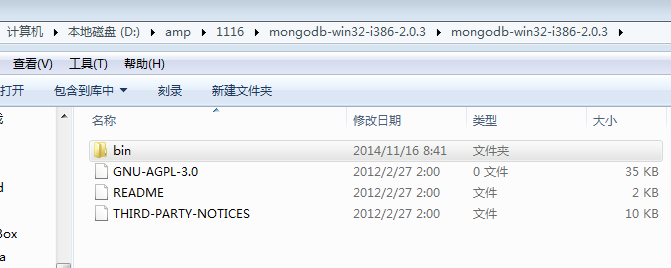 计算机 ▸ 本地磁盘 (D:) ▸ amp ▸ 1116 ▸ mongodb-win32-i386-2.0.3 ▸ mongodb-win32-i386-2.0.3 ▸
查看(V) 工具(T) 帮助(H)
打开 包含到库中 刻录 新建文件夹
名称 修改日期 类型 大小
bin 2014/11/16 8:41 文件夹
GNU-AGPL-3.0 2012/2/27 2:00 0 文件 35 KB
README 2012/2/27 2:00 文件 2 KB
THIRD-PARTY-NOTICES 2012/2/27 2:00 文件 10 KB
Box
a